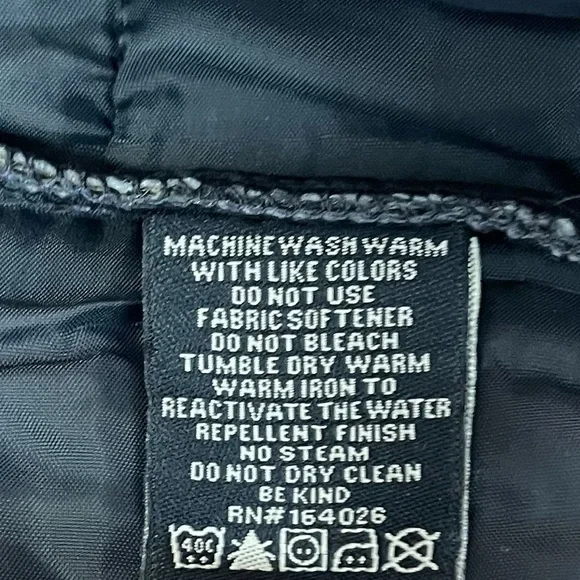 MACHINE WASH WARM
WITH LIKE COLORS
DO NOT USE
FABRIC SOFTENER
DO NOT BLEACH
TUMBLE DRY WARM
WARM IRON TO
REACTIVATE THE WATER
REPELLENT FINISH
NO STEAM
DO NOT DRY CLEAN
BE KIND
RN#164026
40C